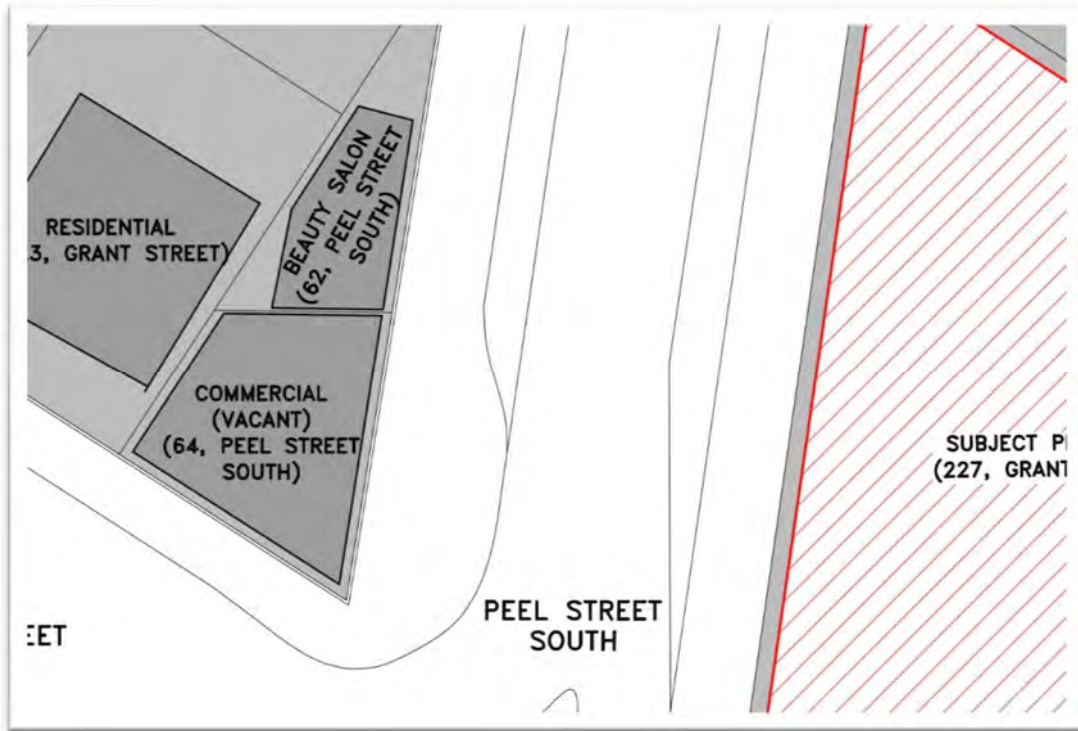 RESIDENTIAL
3, GRANT STREET)
BEAUTY SALON
(62, PEEL STREET
SOUTH)
COMMERCIAL
(VACANT)
(64, PEEL STREET
SOUTH)
SUBJECT
(227, GRANT
PEEL STREET
SOUTH